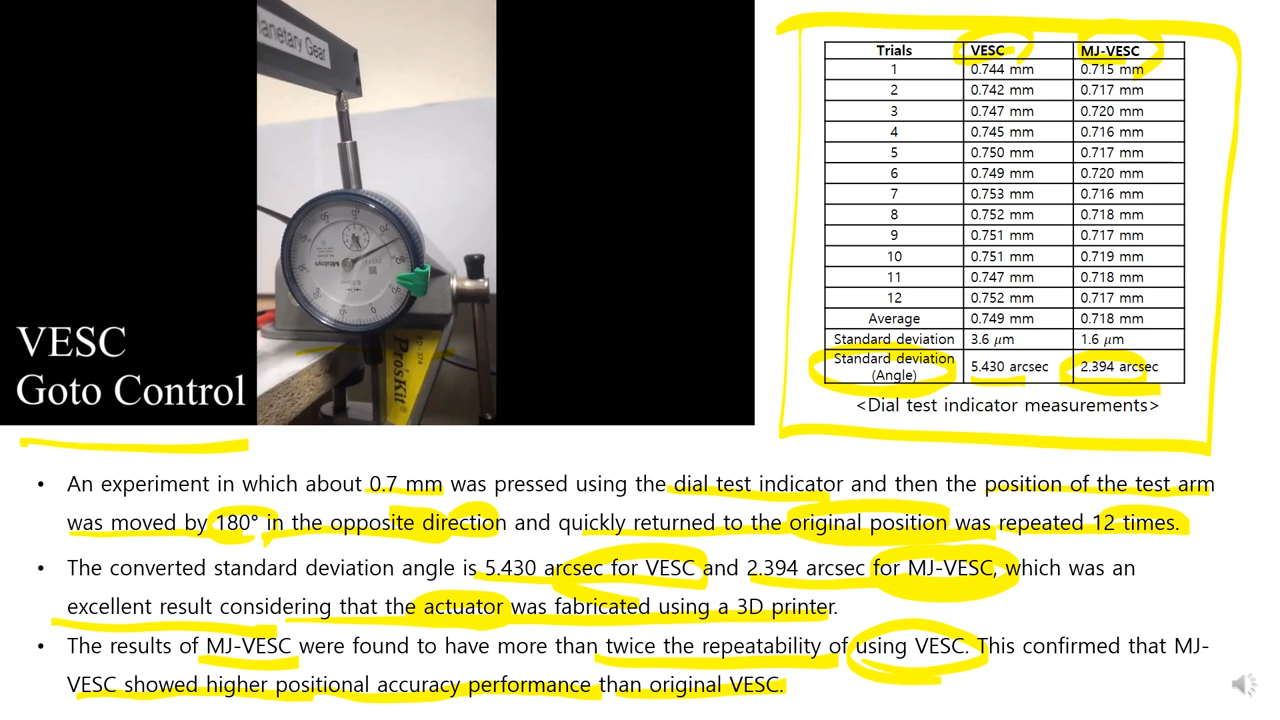 lanetary Gear
Mitutoyo
Pro'sKit
VESC
Goto Control
Trials VESC MJ-VESC
1 0.744 mm 0.715 mm
2 0.742 mm 0.717 mm
3 0.747 mm 0.720 mm
4 0.745 mm 0.716 mm
5 0.750 mm 0.717 mm
6 0.749 mm 0.720 mm
7 0.753 mm 0.716 mm
8 0.752 mm 0.718 mm
9 0.751 mm 0.717 mm
10 0.751 mm 0.719 mm
11 0.747 mm 0.718 mm
12 0.752 mm 0.717 mm
Average 0.749 mm 0.718 mm
Standard deviation 3.6 μm 1.6 μm
Standard deviation
(Angle) 5.430 arcsec 2.394 arcsec
<Dial test indicator measurements>
• An experiment in which about 0.7 mm was pressed using the dial test indicator and then the position of the test arm
was moved by 180° in the opposite direction and quickly returned to the original position was repeated 12 times.
• The converted standard deviation angle is 5.430 arcsec for VESC and 2.394 arcsec for MJ-VESC, which was an
excellent result considering that the actuator was fabricated using a 3D printer.
• The results of MJ-VESC were found to have more than twice the repeatability of using VESC. This confirmed that MJ-
VESC showed higher positional accuracy performance than original VESC.